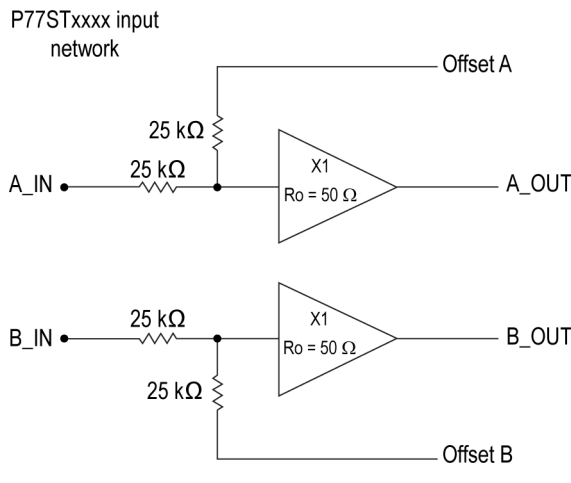 P77STxxxx input
network
Offset A
25 kΩ
25 kΩ
A_IN
X1
Ro = 50 Ω
A_OUT
25 kΩ
B_IN
X1
Ro = 50 Ω
B_OUT
25 kΩ
Offset B